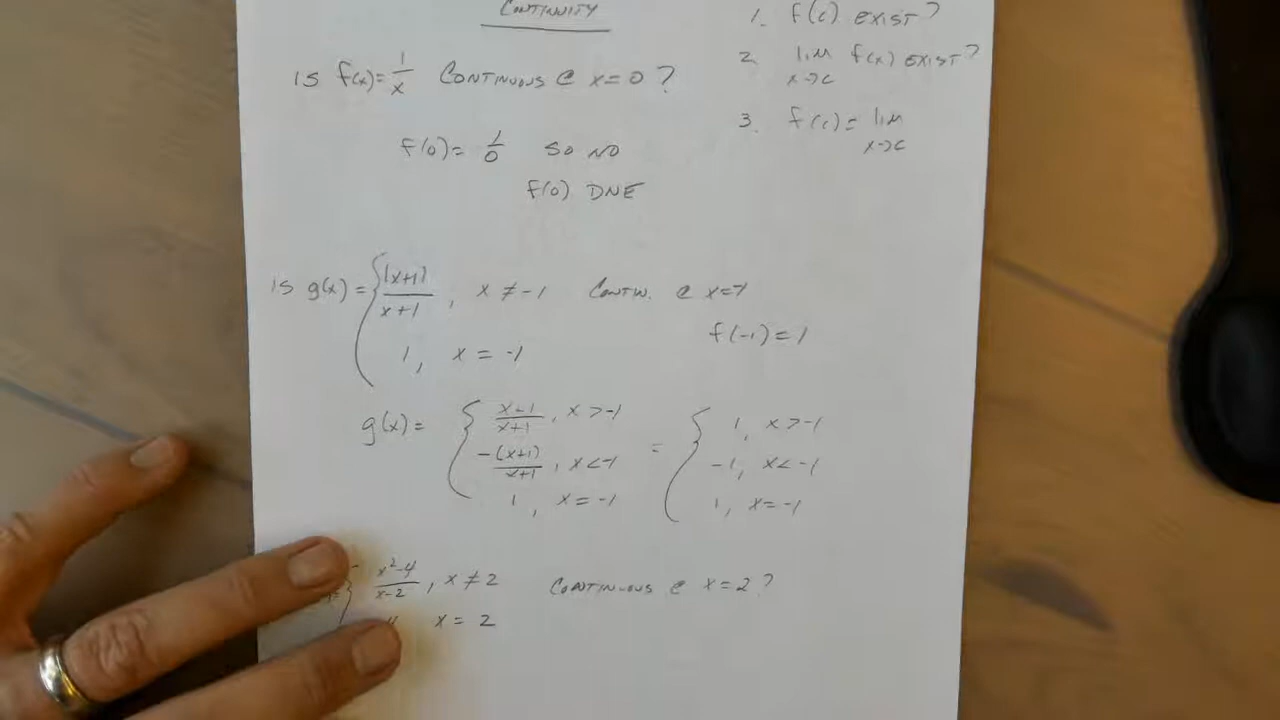 CONTINUITY
1. f(c) EXIST?
2. lim f(x) EXIST?
x→c
3. f(c) = lim
x→c
IS f(x) = 1/x CONTINUOUS @ x=0?
f(0) = 1/0 SO NO
f(0) DNE
IS g(x) = { |x+1|/x+1, x ≠ -1 CONTIN. @ x=-1
f(-1) = 1
1, x = -1
g(x) = { x+1/x+1, x > -1 = { 1, x > -1
-(x+1)/x+1, x < -1 -1, x < -1
1, x = -1 1, x = -1
{ x²-4/x-2, x ≠ 2 CONTINUOUS @ x=2?
x = 2